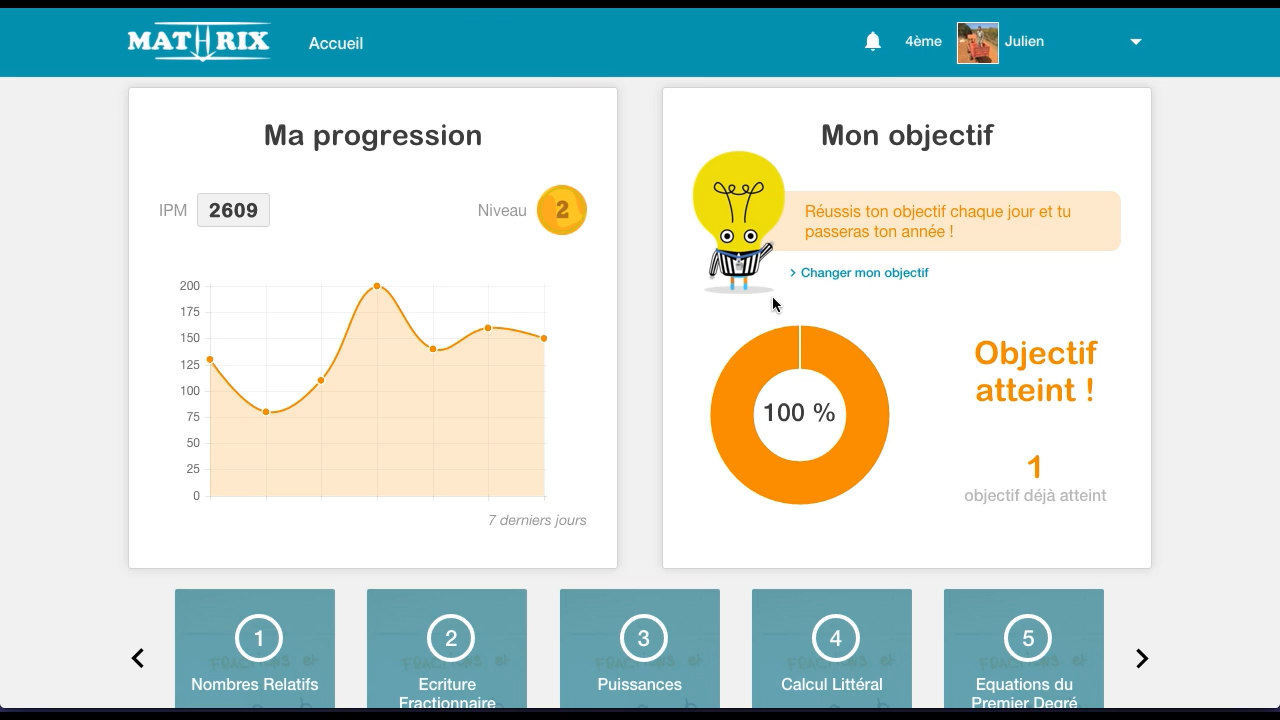 MATHRIX
Accueil
4ème
Julien
Ma progression
IPM
2609
Niveau
2
200
175
150
125
100
75
50
25
0
7 derniers jours
Mon objectif
Réussis ton objectif chaque jour et tu
passeras ton année !
Changer mon objectif
100 %
Objectif
atteint !
1
objectif déjà atteint
1
Nombres Relatifs
2
Ecriture
Fractionnaire
3
Puissances
4
Calcul Littéral
5
Equations du
Premier Degré